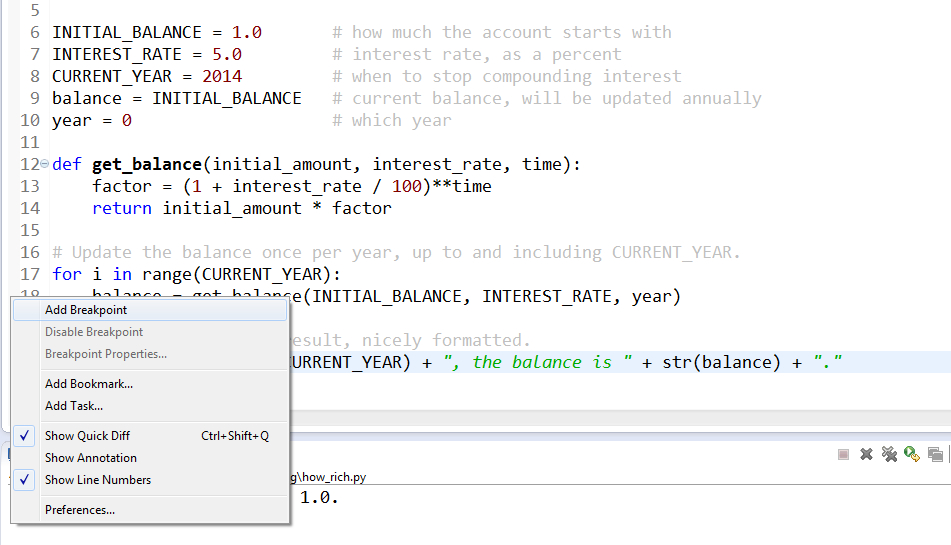 5
6 INITIAL_BALANCE = 1.0 # how much the account starts with
7 INTEREST_RATE = 5.0 # interest rate, as a percent
8 CURRENT_YEAR = 2014 # when to stop compounding interest
9 balance = INITIAL_BALANCE # current balance, will be updated annually
10 year = 0 # which year
11
12 def get_balance(initial_amount, interest_rate, time):
13 factor = (1 + interest_rate / 100)**time
14 return initial_amount * factor
15
16 # Update the balance once per year, up to and including CURRENT_YEAR.
17 for i in range(CURRENT_YEAR):
18 balance = get_balance(INITIAL_BALANCE, INTEREST_RATE, year)
Add Breakpoint
Disable Breakpoint
result, nicely formatted.
Breakpoint Properties...
CURRENT_YEAR) + ", the balance is " + str(balance) + "."
Add Bookmark...
Add Task...
Show Quick Diff Ctrl+Shift+Q
Show Annotation
Show Line Numbers
g\how_rich.py
1.0.
Preferences...